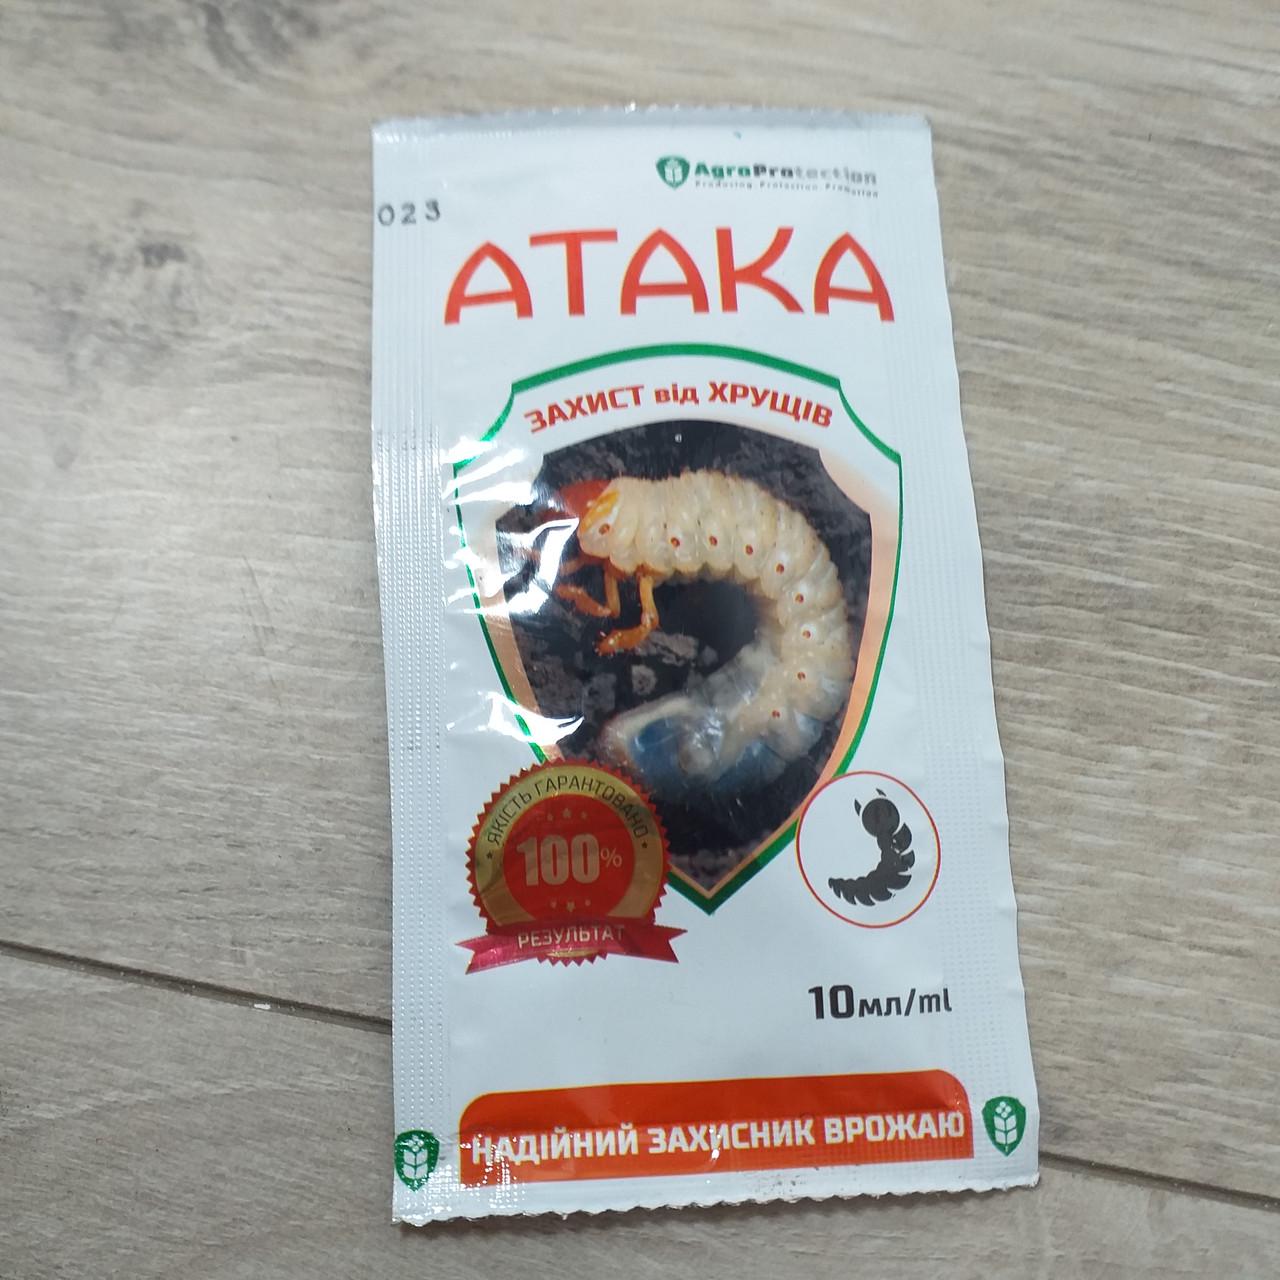 AgroProtection
Producing Protection Promotion
023
АТАКА
ЗАХИСТ від ХРУЩІВ
ЯКІСТЬ ГАРАНТОВАНО
100%
РЕЗУЛЬТАТ
10мл/ml
НАДІЙНИЙ ЗАХИСНИК ВРОЖАЮ